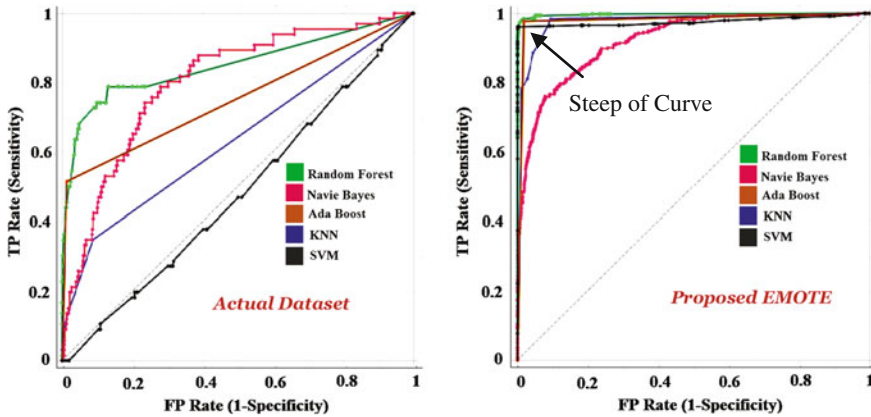 TP Rate (Sensitivity)
1
0.8
0.6
0.4
0.2
0
Random Forest
Navie Bayes
Ada Boost
KNN
SVM
Actual Dataset
0
0.2
0.4
0.6
0.8
1
FP Rate (1-Specificity)
TP Rate (Sensitivity)
1
0.8
0.6
0.4
0.2
0
Steep of Curve
Random Forest
Navie Bayes
Ada Boost
KNN
SVM
Proposed EMOTE
0
0.2
0.4
0.6
0.8
1
FP Rate (1-Specificity)